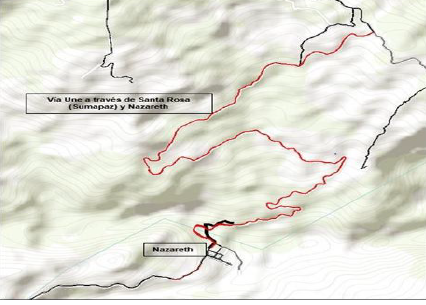 Vía Une a través de Santa Rosa
(Sumapaz) y Nazareth
Nazareth